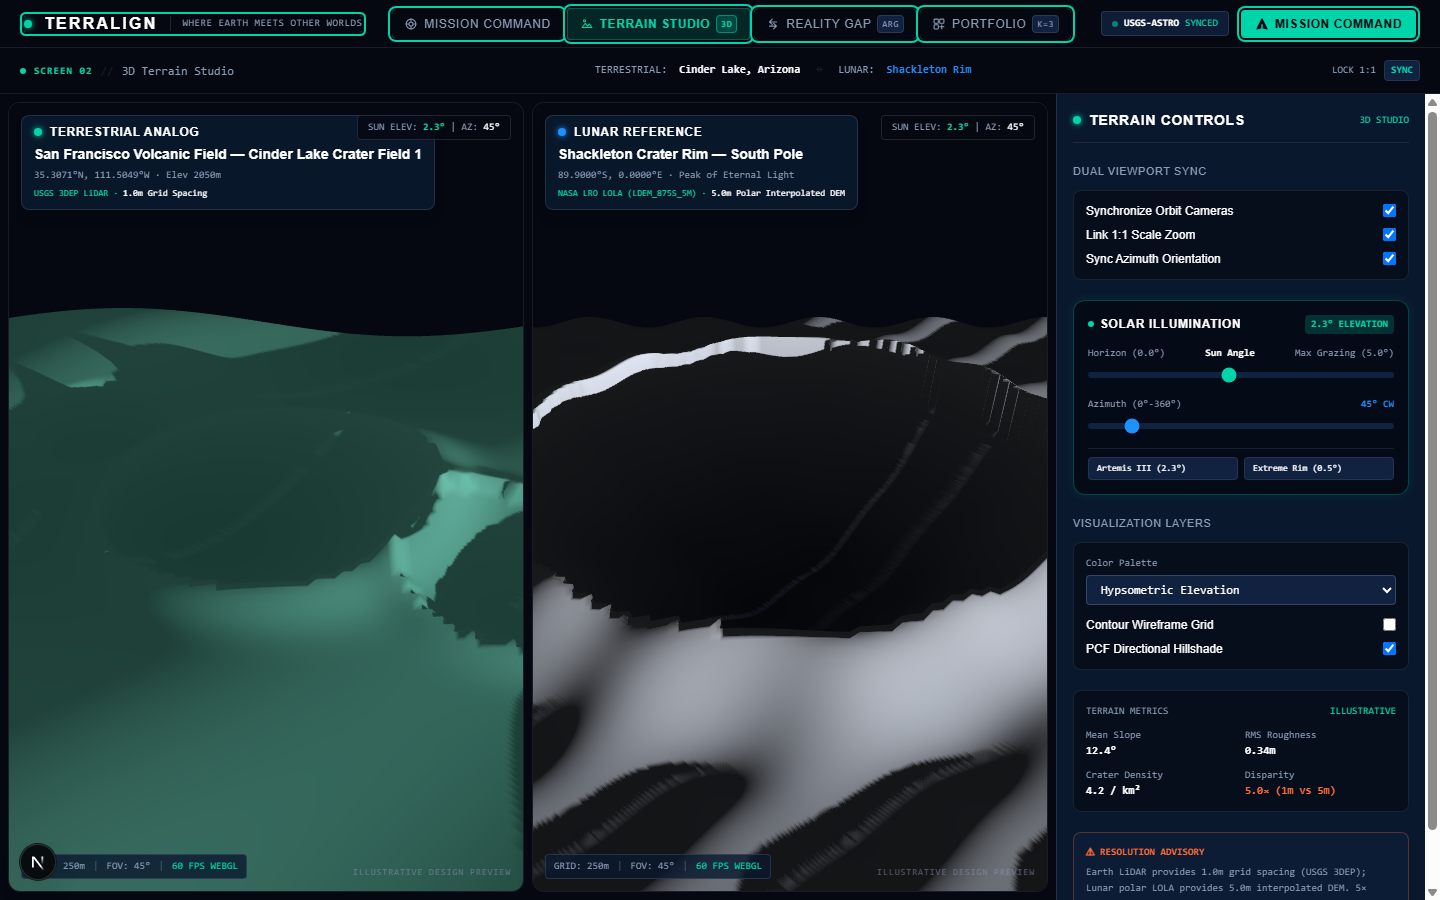 TERRALIGN
WHERE EARTH MEETS OTHER WORLDS
MISSION COMMAND
TERRAIN STUDIO 3D
REALITY GAP ARG
PORTFOLIO K=3
USGS-ASTRO SYNCED
MISSION COMMAND
SCREEN 02 // 3D Terrain Studio
TERRESTRIAL: Cinder Lake, Arizona
LUNAR: Shackleton Rim
LOCK 1:1 SYNC
TERRESTRIAL ANALOG
SUN ELEV: 2.3° | AZ: 45°
San Francisco Volcanic Field — Cinder Lake Crater Field 1
35.3071°N, 111.5049°W · Elev 2050m
USGS 3DEP LiDAR · 1.0m Grid Spacing
250m | FOV: 45° | 60 FPS WEBGL
ILLUSTRATIVE DESIGN PREVIEW
N
LUNAR REFERENCE
SUN ELEV: 2.3° | AZ: 45°
Shackleton Crater Rim — South Pole
89.9000°S, 0.0000°E · Peak of Eternal Light
NASA LRO LOLA (LDEM_875S_5M) · 5.0m Polar Interpolated DEM
GRID: 250m | FOV: 45° | 60 FPS WEBGL
ILLUSTRATIVE DESIGN PREVIEW
TERRAIN CONTROLS
3D STUDIO
DUAL VIEWPORT SYNC
Synchronize Orbit Cameras
Link 1:1 Scale Zoom
Sync Azimuth Orientation
SOLAR ILLUMINATION
2.3° ELEVATION
Horizon (0.0°) Sun Angle Max Grazing (5.0°)
Azimuth (0°-360°) 45° CW
Artemis III (2.3°)
Extreme Rim (0.5°)
VISUALIZATION LAYERS
Color Palette
Hypsometric Elevation
Contour Wireframe Grid
PCF Directional Hillshade
TERRAIN METRICS ILLUSTRATIVE
Mean Slope
12.4°
RMS Roughness
0.34m
Crater Density
4.2 / km²
Disparity
5.0× (1m vs 5m)
⚠ RESOLUTION ADVISORY
Earth LiDAR provides 1.0m grid spacing (USGS 3DEP);
Lunar polar LOLA provides 5.0m interpolated DEM. 5×